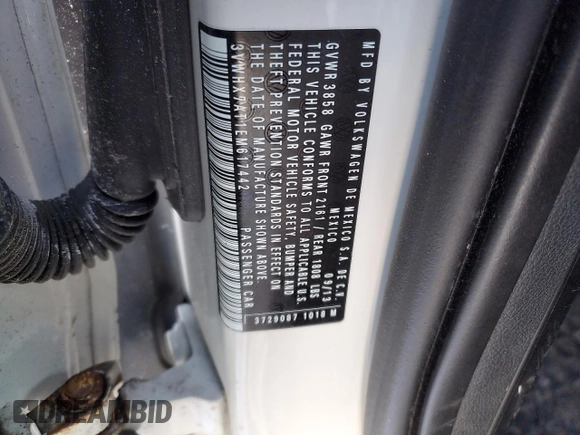 MFD BY VOLKSWAGEN DE MEXICO S.A. DE C.V.
MEXICO 09/13
GVWR 3858 GAWR FRONT 2161 / REAR 1808 LBS
THIS VEHICLE CONFORMS TO ALL APPLICABLE U.S.
FEDERAL MOTOR VEHICLE SAFETY, BUMPER AND
THEFT PREVENTION STANDARDS IN EFFECT ON
THE DATE OF MANUFACTURE SHOWN ABOVE.
3VWHX7AT1EM617442 PASSENGER CAR
3729087 1018 M
DREAMBID